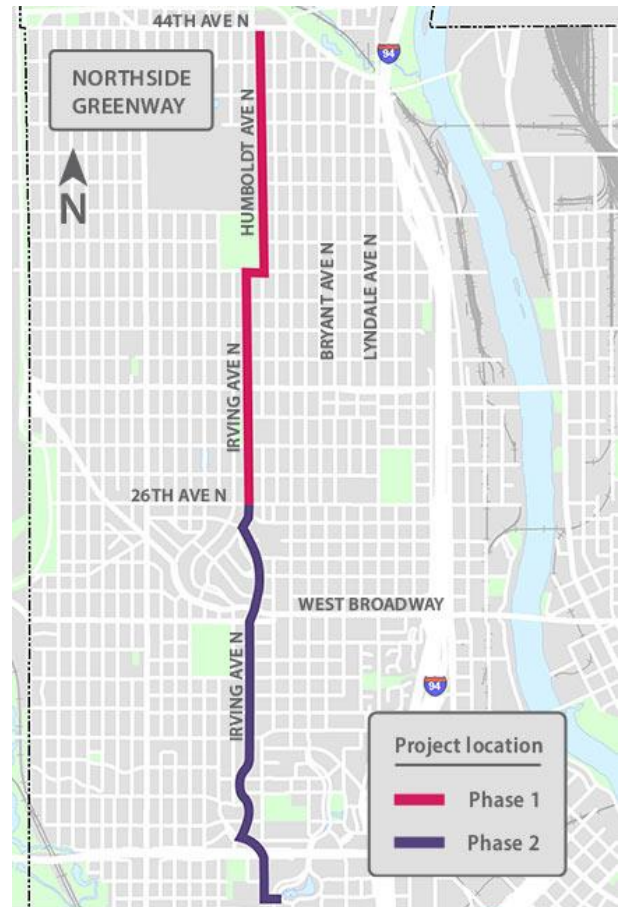 44TH AVE N
94
NORTHSIDE
GREENWAY
N
HUMBOLDT AVE N
BRYANT AVE N
LYNDALE AVE N
IRVING AVE N
26TH AVE N
WEST BROADWAY
IRVING AVE N
94
Project location
Phase 1
Phase 2